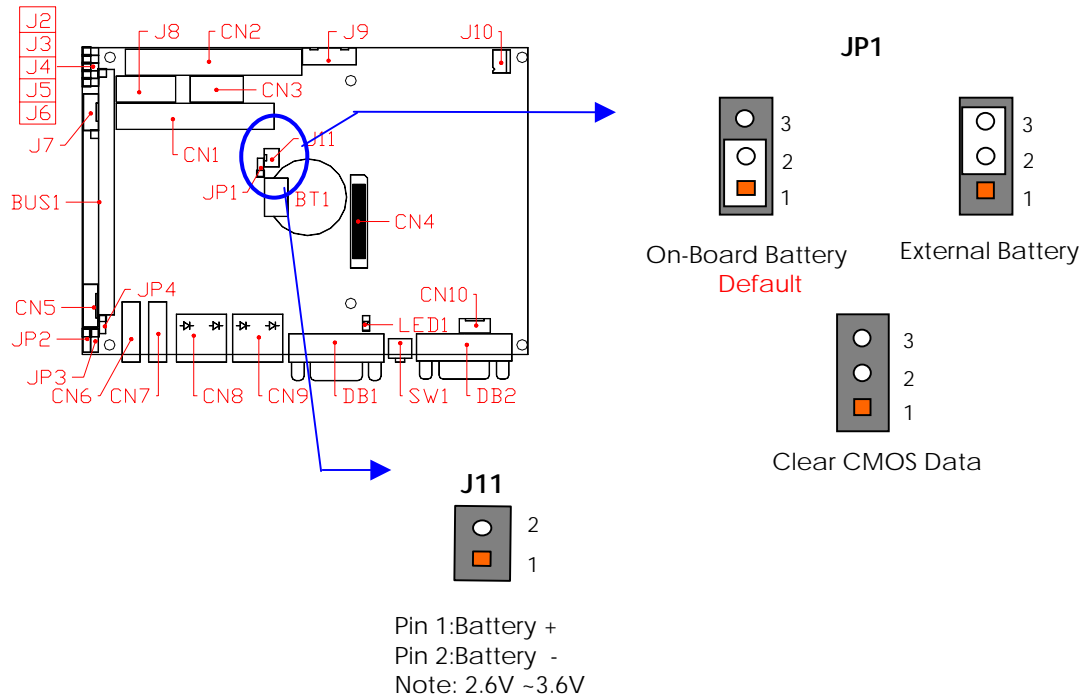 J2
J3
J4
J5
J6
J7
J8
CN2
J9
J10
CN3
CN1
J11
JP1
BT1
BUS1
CN4
CN5
JP4
CN10
LED1
JP2
JP3
CN6
CN7
CN8
CN9
DB1
SW1
DB2
JP1
3
2
1
On-Board Battery
Default
3
2
1
External Battery
3
2
1
Clear CMOS Data
J11
2
1
Pin 1:Battery +
Pin 2:Battery -
Note: 2.6V ~3.6V